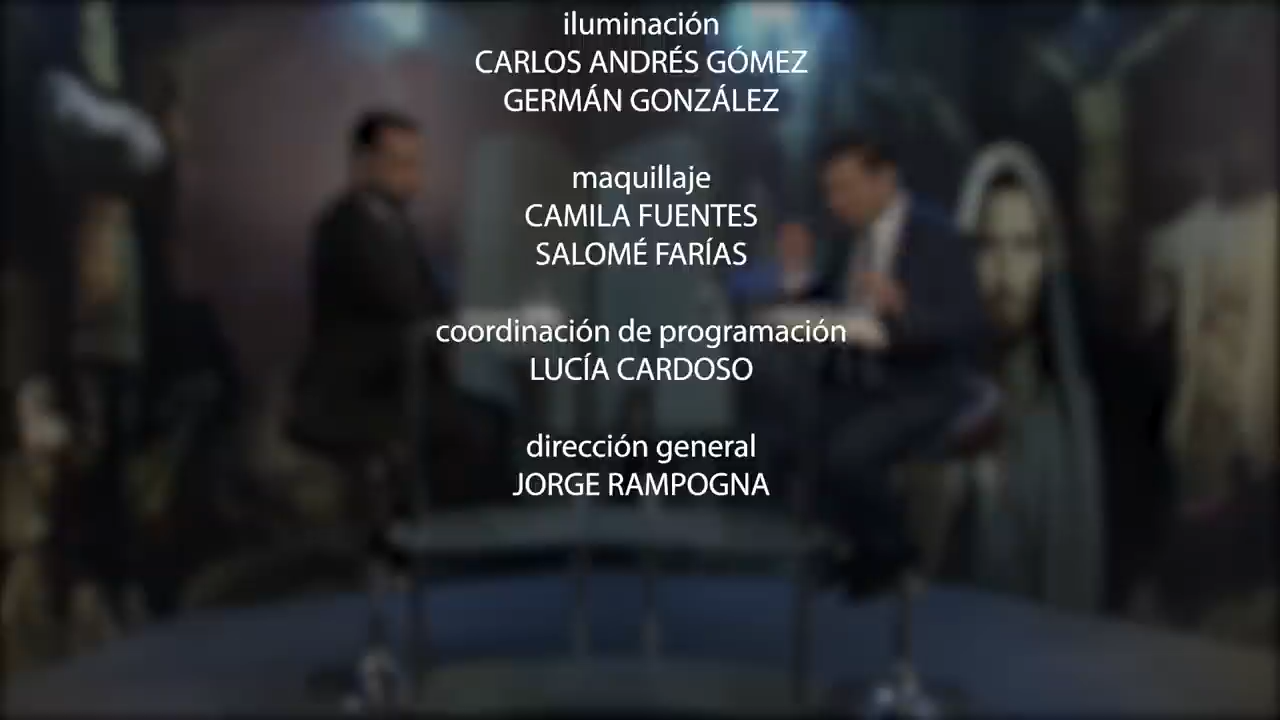 iluminación
CARLOS ANDRÉS GÓMEZ
GERMÁN GONZÁLEZ
maquillaje
CAMILA FUENTES
SALOMÉ FARÍAS
coordinación de programación
LUCÍA CARDOSO
dirección general
JORGE RAMPOGNA